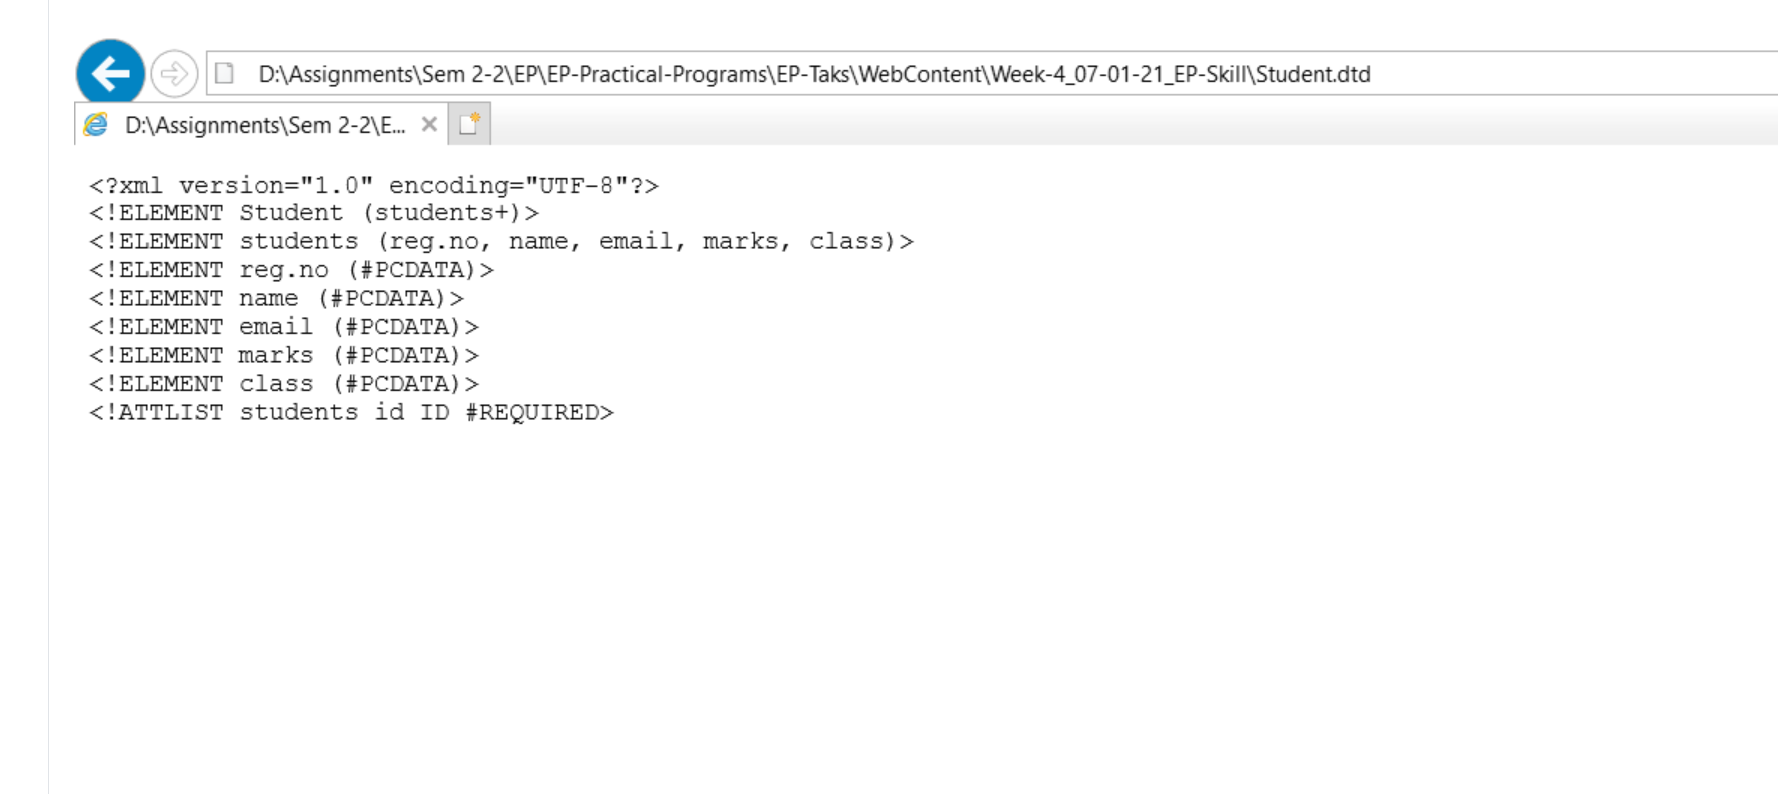 D:\Assignments\Sem 2-2\EP\EP-Practical-Programs\EP-Taks\WebContent\Week-4_07-01-21_EP-Skill\Student.dtd
D:\Assignments\Sem 2-2\E...
<?xml version="1.0" encoding="UTF-8"?>
<!ELEMENT Student (students+)>
<!ELEMENT students (reg.no, name, email, marks, class)>
<!ELEMENT reg.no (#PCDATA)>
<!ELEMENT name (#PCDATA)>
<!ELEMENT email (#PCDATA)>
<!ELEMENT marks (#PCDATA)>
<!ELEMENT class (#PCDATA)>
<!ATTLIST students id ID #REQUIRED>